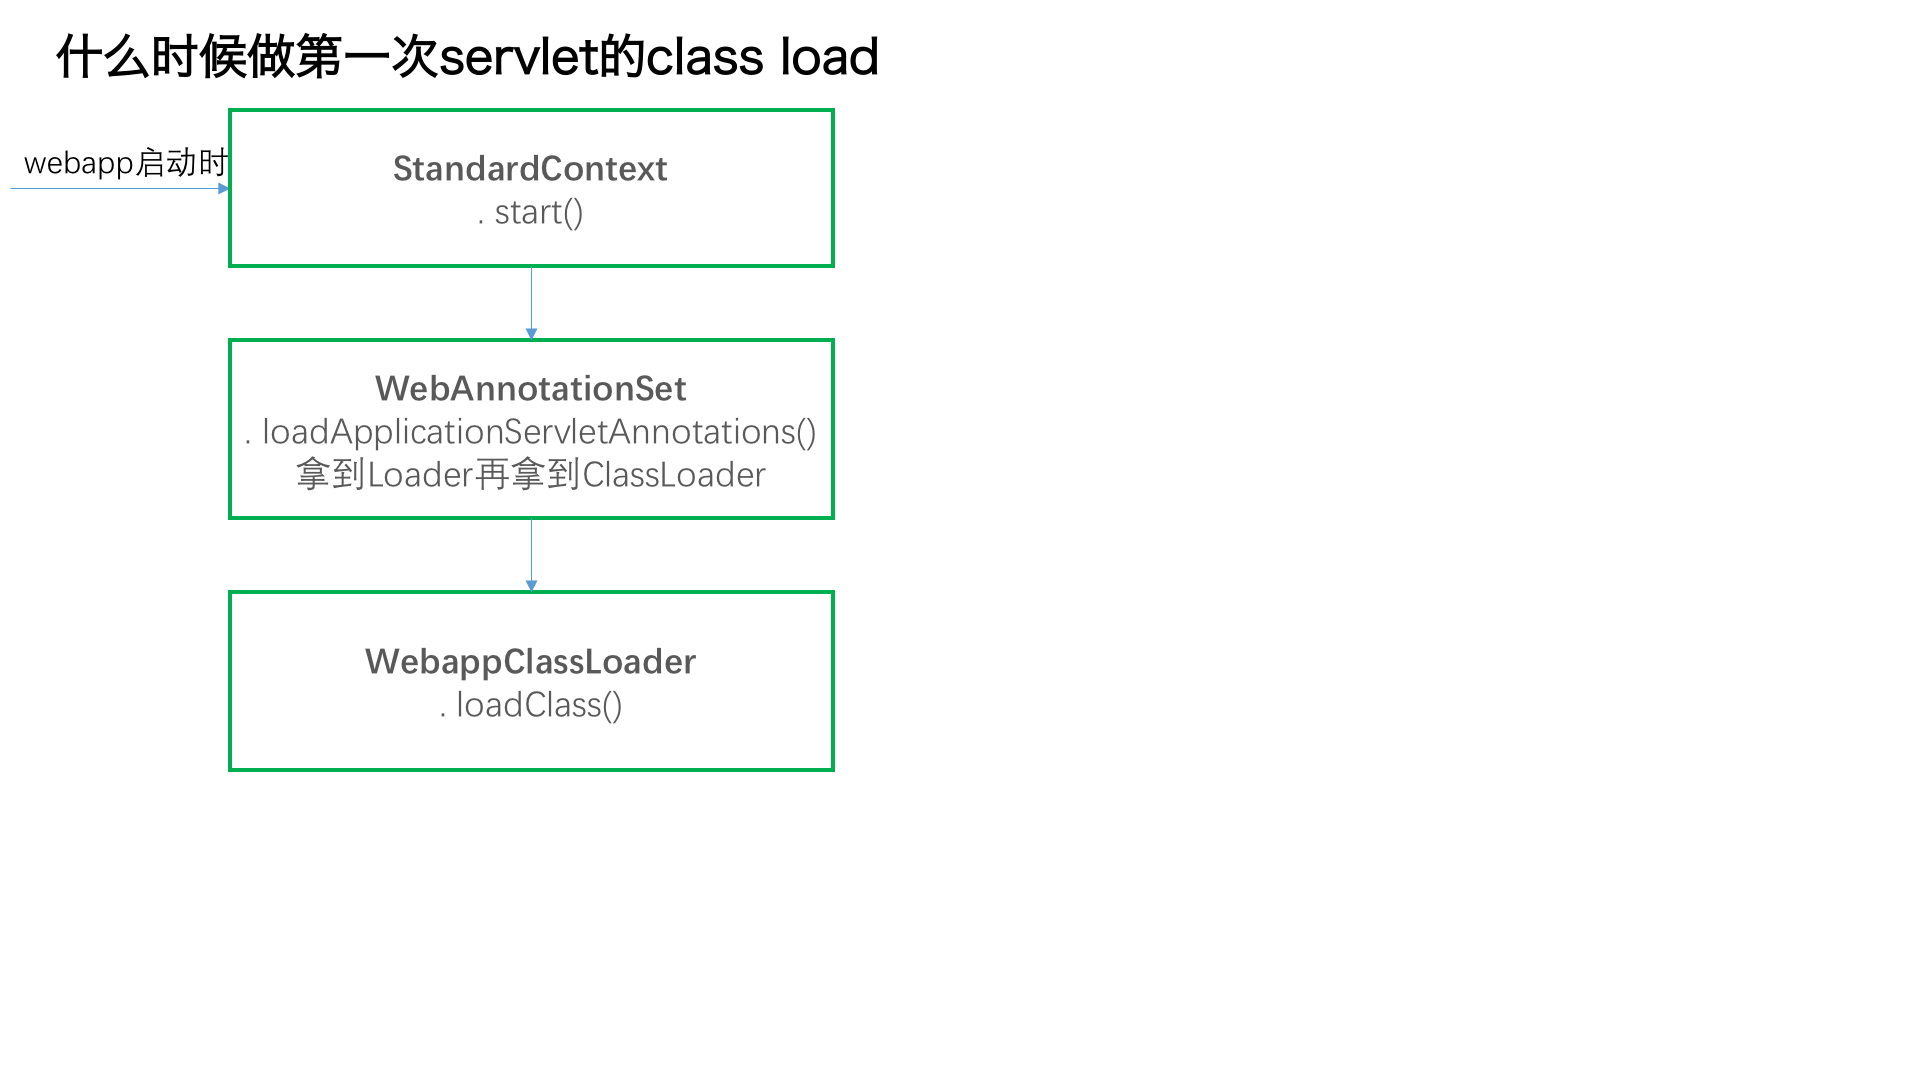 什么时候做第一次servlet的class load
webapp启动时
StandardContext
. start()
WebAnnotationSet
. loadApplicationServletAnnotations()
拿到Loader再拿到ClassLoader
WebappClassLoader
. loadClass()